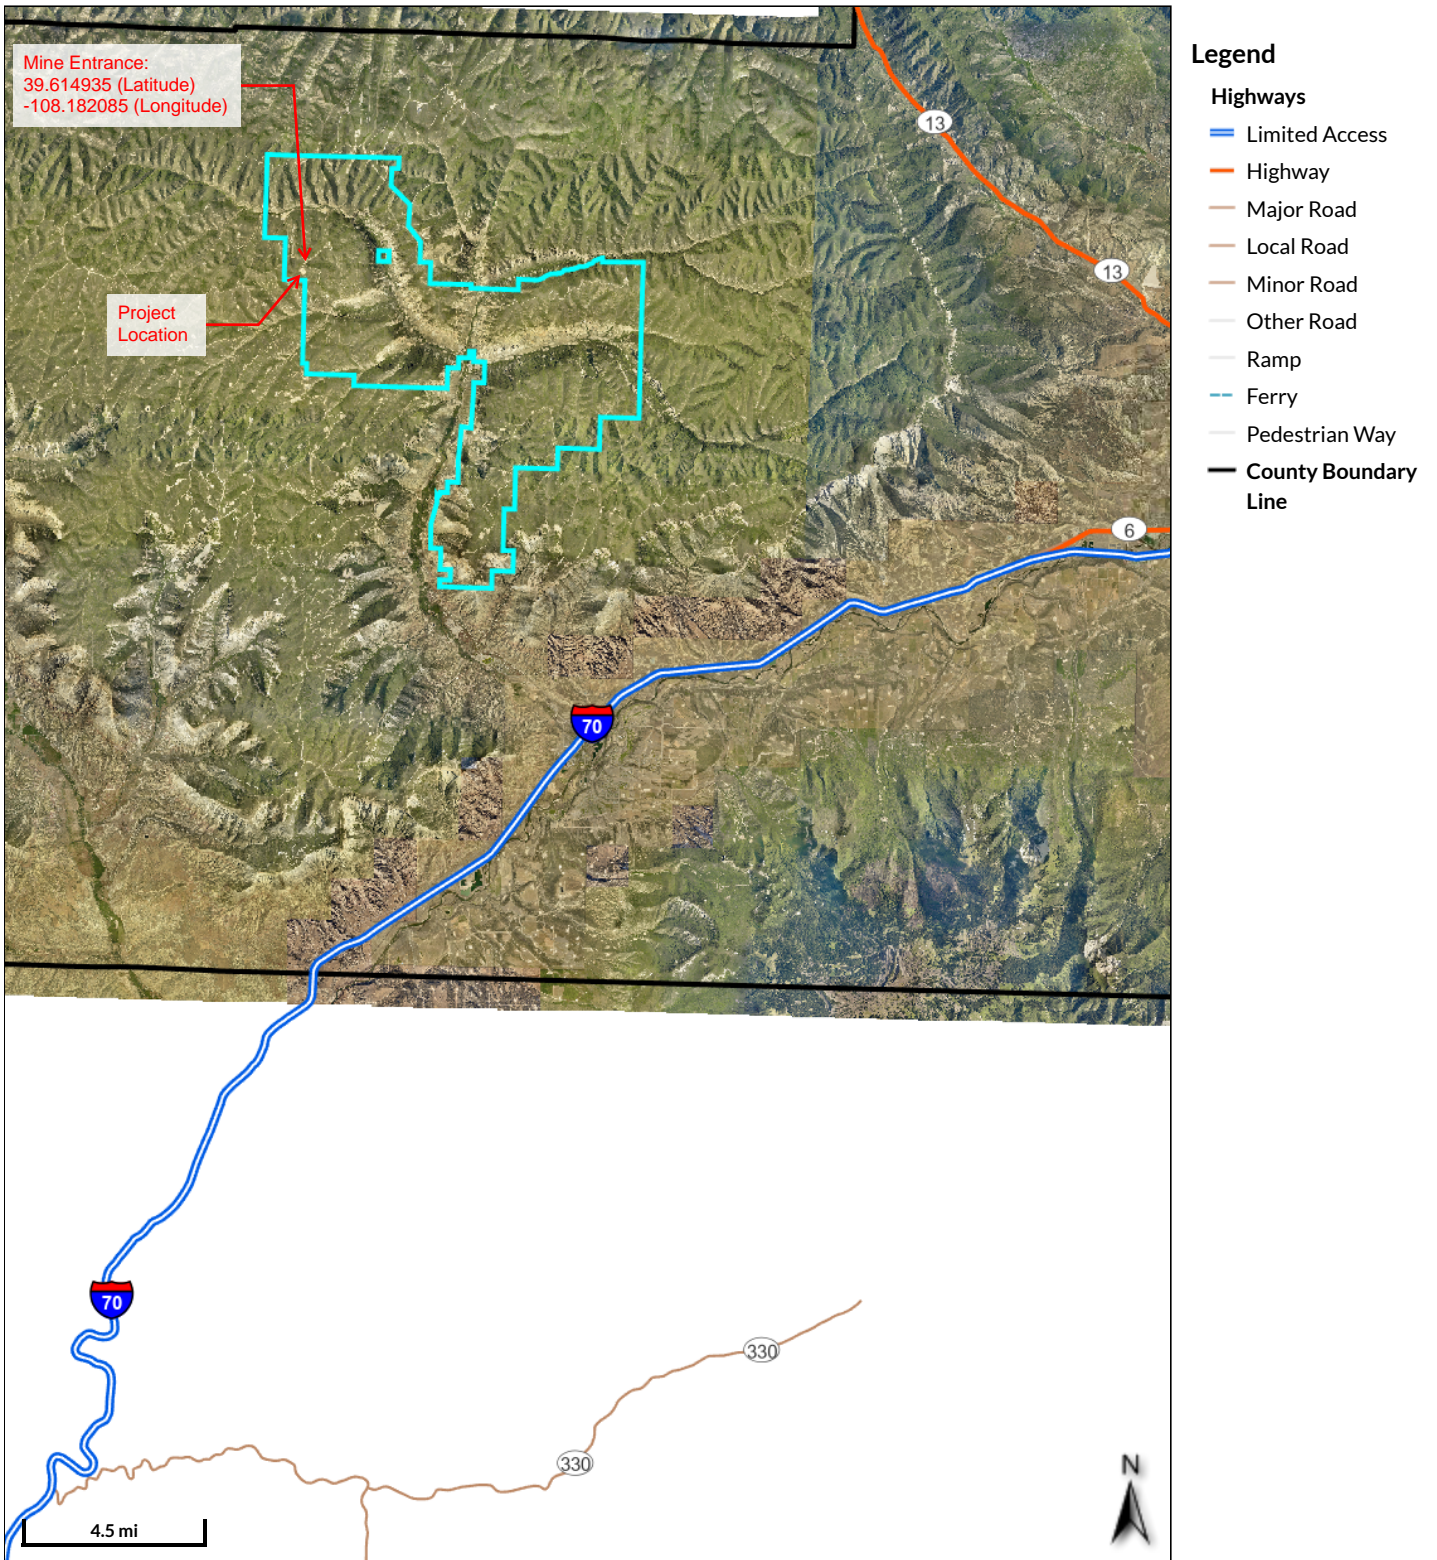 Mine Entrance:
39.614935 (Latitude)
-108.182085 (Longitude)
Project
Location
13
13
6
70
70
330
330
4.5 mi
N
Legend
Highways
Limited Access
Highway
Major Road
Local Road
Minor Road
Other Road
Ramp
Ferry
Pedestrian Way
County Boundary
Line